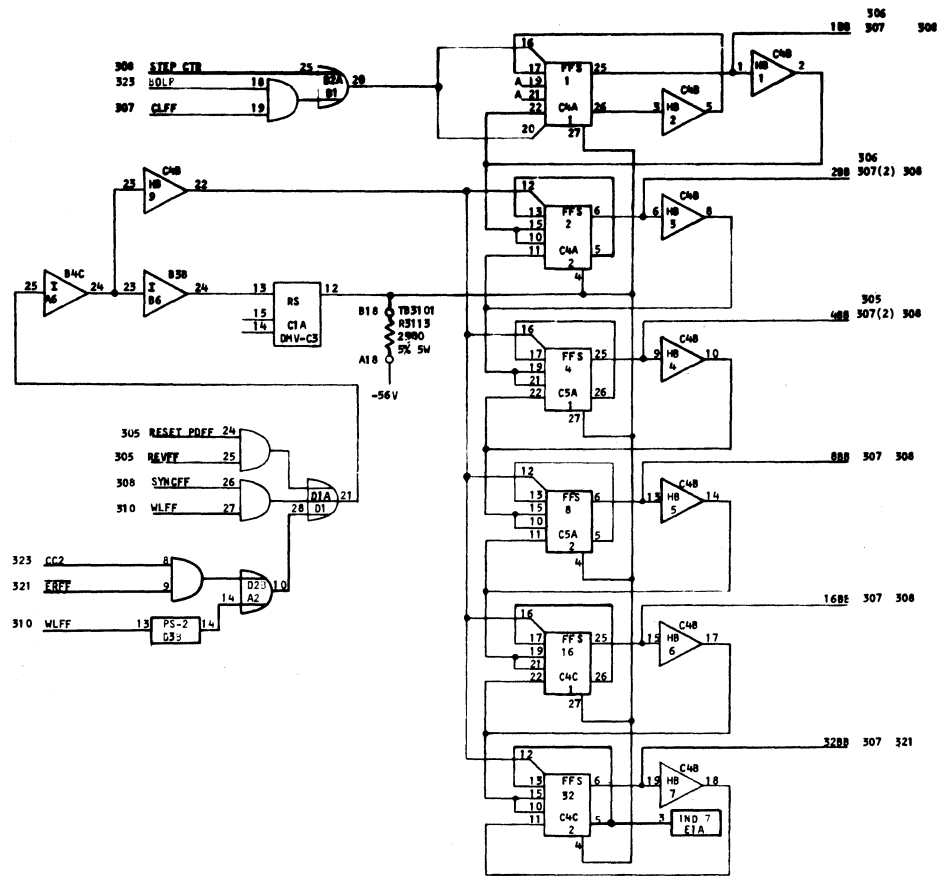 306
1BB 307 308
308 STEP CTR 25
323 BOLP 18
307 CLFF 19
B2A
B1
20
16
17
A 19
A 21
22
20
FFS
1
C4A
1
25
26
27
3
C4B
HB
2
5
1
C4B
HB
1
2
306
2BB 307(2) 308
23
C4B
HB
9
22
12
13
15
10
11
FFS
2
C4A
2
6
5
4
6
C4B
HB
3
8
25
B4C
I
A6
24
23
B3B
I
B6
24
13
15
14
RS
C1A
DMV-C3
12
B18
TB3101
R3113
2980
5% 5W
A18
-56V
305
4BB 307(2) 308
16
17
19
21
22
FFS
4
C5A
1
25
26
27
9
C4B
HB
4
10
305 RESET PDFF 24
305 REVFF 25
308 SYNCFF 26
310 WLFF 27
28
D1A
D1
21
8BB 307 308
12
13
15
10
11
FFS
8
C5A
2
6
5
4
13
C4B
HB
5
14
323 CC2 8
321 ERFF 9
D2B
A2
14
10
310 WLFF 13
PS-2
D3B
14
16BB 307 308
16
17
19
21
22
FFS
16
C4C
1
25
26
27
15
C4B
HB
6
17
32BB 307 321
12
13
15
10
11
FFS
32
C4C
2
6
5
4
19
C4B
HB
7
18
3
IND 7
E1A